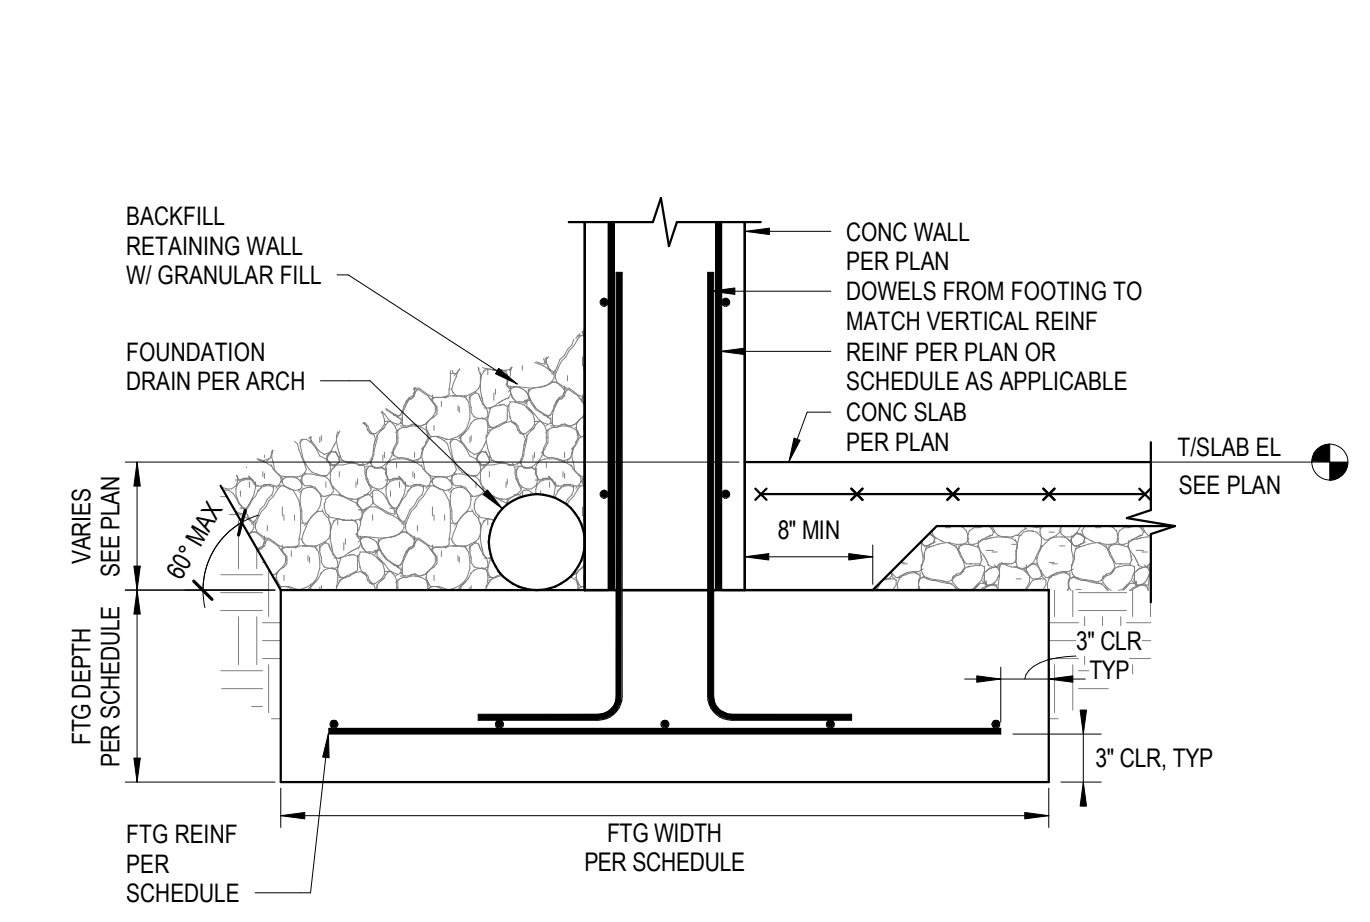 BACKFILL
RETAINING WALL
W/ GRANULAR FILL
FOUNDATION
DRAIN PER ARCH
CONC WALL
PER PLAN
DOWELS FROM FOOTING TO
MATCH VERTICAL REINF
REINF PER PLAN OR
SCHEDULE AS APPLICABLE
CONC SLAB
PER PLAN
T/SLAB EL
SEE PLAN
VARIES
SEE PLAN
60° MAX
8" MIN
FTG DEPTH
PER SCHEDULE
3" CLR
TYP
3" CLR, TYP
FTG REINF
PER
SCHEDULE
FTG WIDTH
PER SCHEDULE